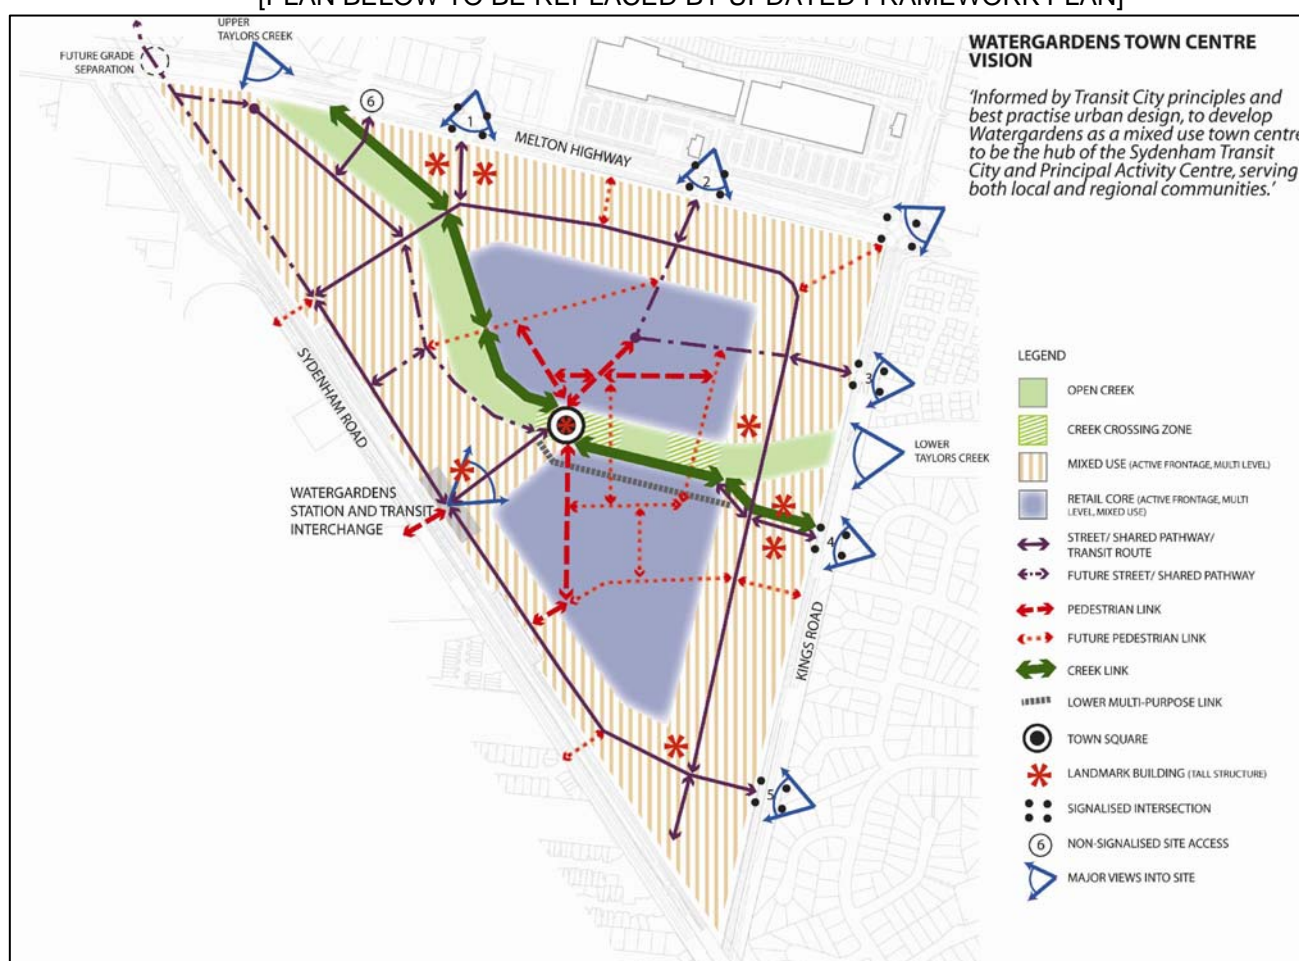 [PLAN BELOW TO BE REPLACED BY UPDATED FRAMEWORK PLAN]
UPPER
TAYLORS CREEK
FUTURE GRADE
SEPARATION
WATERGARDENS TOWN CENTRE
VISION
'Informed by Transit City principles and
best practise urban design, to develop
Watergardens as a mixed use town centre
to be the hub of the Sydenham Transit
City and Principal Activity Centre, serving
both local and regional communities.'
6
1
MELTON HIGHWAY
2
3
SYDENHAM ROAD
LOWER
TAYLORS CREEK
WATERGARDENS
STATION AND TRANSIT
INTERCHANGE
4
KINGS ROAD
5
LEGEND
OPEN CREEK
CREEK CROSSING ZONE
MIXED USE (ACTIVE FRONTAGE, MULTI LEVEL)
RETAIL CORE (ACTIVE FRONTAGE, MULTI
LEVEL, MIXED USE)
STREET/ SHARED PATHWAY/
TRANSIT ROUTE
FUTURE STREET/ SHARED PATHWAY
PEDESTRIAN LINK
FUTURE PEDESTRIAN LINK
CREEK LINK
LOWER MULTI-PURPOSE LINK
TOWN SQUARE
LANDMARK BUILDING (TALL STRUCTURE)
SIGNALISED INTERSECTION
6 NON-SIGNALISED SITE ACCESS
MAJOR VIEWS INTO SITE